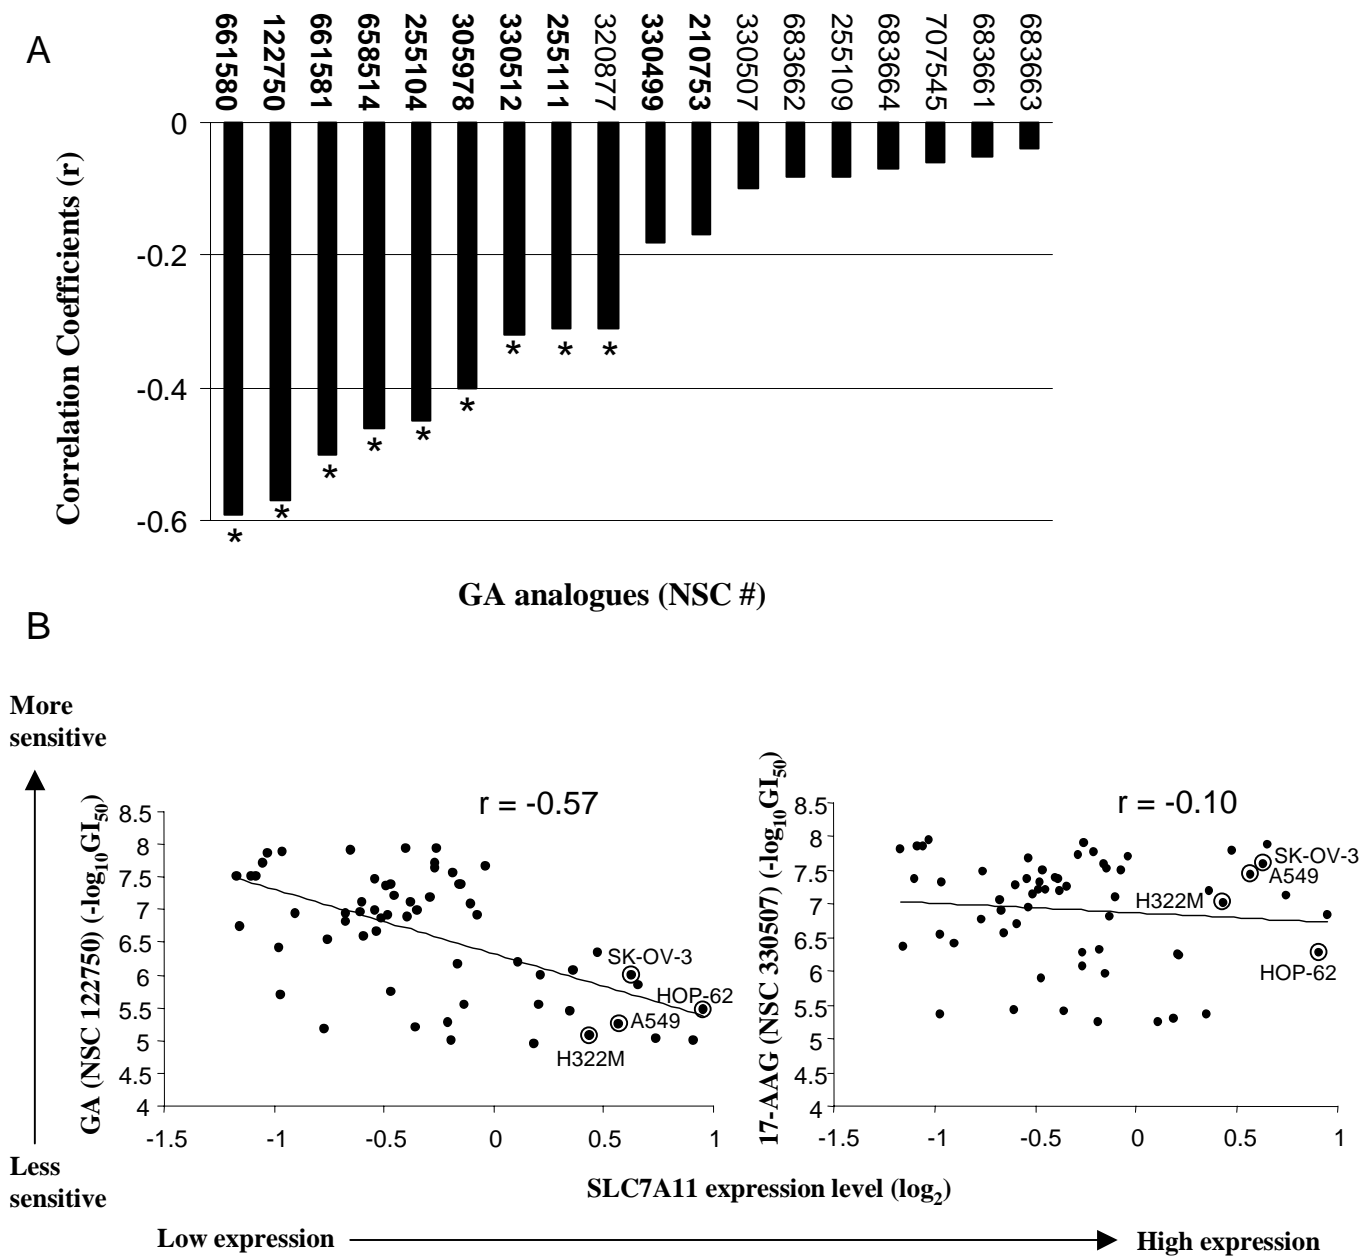 A
661580 122750 661581 658514 255104 305978 330512 255111 320877 330499 210753 330507 683662 255109 683664 707545 683661 683663
0
-0.2
-0.4
-0.6
Correlation Coefficients (r)
* * * * * * * * *
GA analogues (NSC #)
B
More
sensitive
Less
sensitive
GA (NSC 122750) (-log10GI50)
8.5
8
7.5
7
6.5
6
5.5
5
4.5
4
r = -0.57
SK-OV-3
HOP-62
A549
H322M
-1.5 -1 -0.5 0 0.5 1
17-AAG (NSC 330507) (-log10GI50)
8.5
8
7.5
7
6.5
6
5.5
5
4.5
4
r = -0.10
SK-OV-3
A549
H322M
HOP-62
-1.5 -1 -0.5 0 0.5 1
SLC7A11 expression level (log2)
Low expression High expression